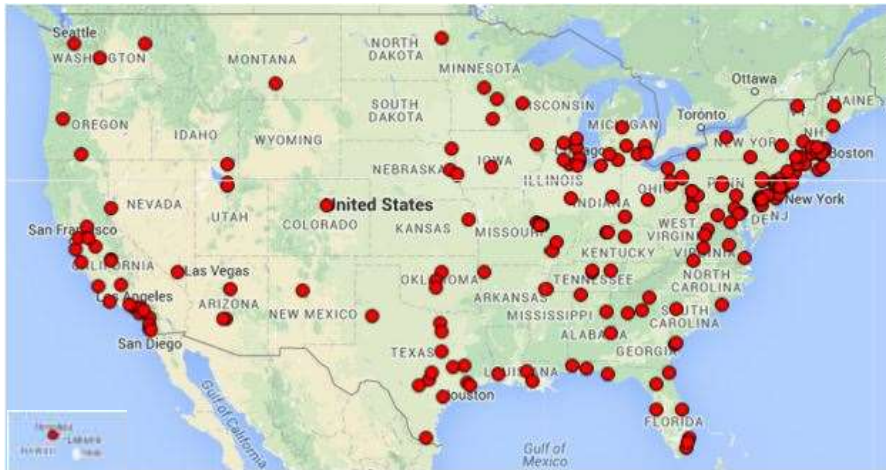 Seattle
WASHINGTON
MONTANA
NORTH
DAKOTA
MINNESOTA
Ottawa
MAINE
VT
OREGON
IDAHO
SOUTH
DAKOTA
WISCONSIN
MICHIGAN
Toronto
NH
NEW YORK
WYOMING
NEBRASKA
IOWA
Boston
NEVADA
UTAH
United States
ILLINOIS
INDIANA
PENN
New York
NJ
DE
San Francisco
COLORADO
KANSAS
MISSOURI
WEST
VIRGINIA
KENTUCKY
VIRGINIA
CALIFORNIA
Las Vegas
OKLAHOMA
TENNESSEE
NORTH
CAROLINA
Los Angeles
ARIZONA
NEW MEXICO
ARKANSAS
MISSISSIPPI
SOUTH
CAROLINA
San Diego
TEXAS
ALABAMA
GEORGIA
LOUISIANA
Houston
FLORIDA
Gulf of
California
Gulf of
Mexico
HAWAII